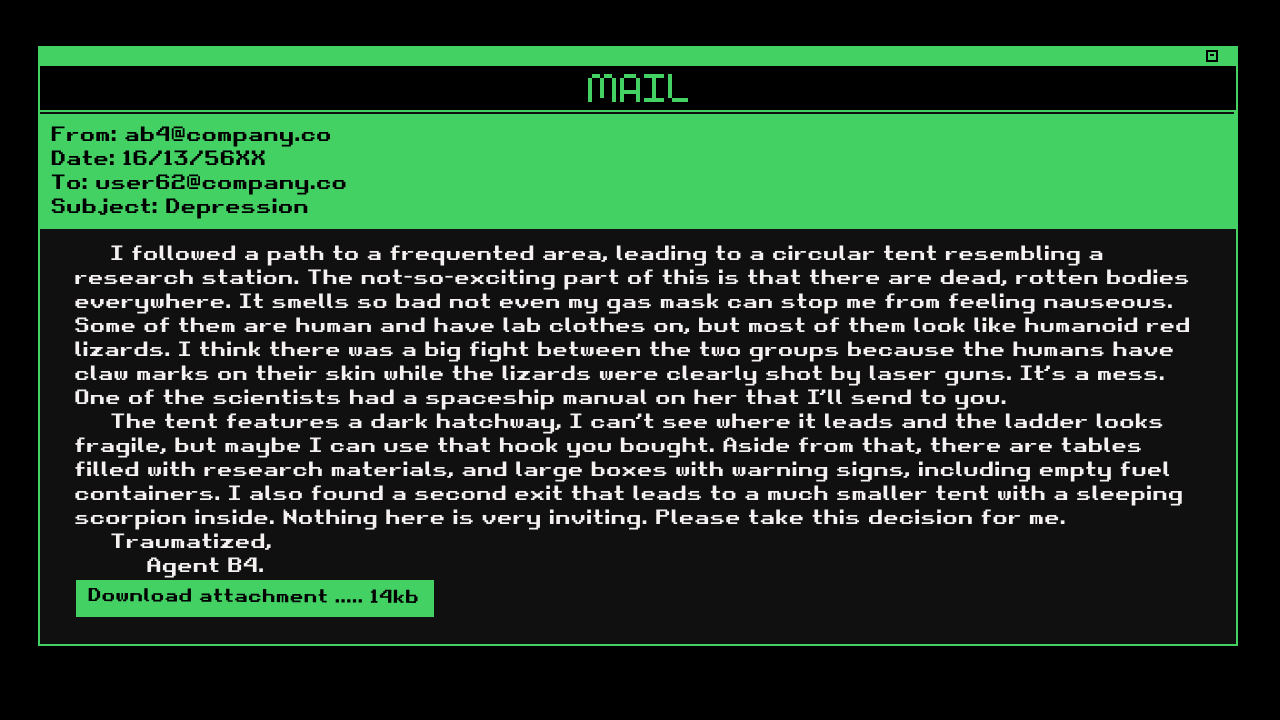 MAIL
From: ab4@company.co
Date: 16/13/56XX
To: user62@company.co
Subject: Depression
I followed a path to a frequented area, leading to a circular tent resembling a
research station. The not-so-exciting part of this is that there are dead, rotten bodies
everywhere. It smells so bad not even my gas mask can stop me from feeling nauseous.
Some of them are human and have lab clothes on, but most of them look like humanoid red
lizards. I think there was a big fight between the two groups because the humans have
claw marks on their skin while the lizards were clearly shot by laser guns. It's a mess.
One of the scientists had a spaceship manual on her that I'll send to you.
The tent features a dark hatchway, I can't see where it leads and the ladder looks
fragile, but maybe I can use that hook you bought. Aside from that, there are tables
filled with research materials, and large boxes with warning signs, including empty fuel
containers. I also found a second exit that leads to a much smaller tent with a sleeping
scorpion inside. Nothing here is very inviting. Please take this decision for me.
Traumatized,
Agent B4.
Download attachment ..... 14kb